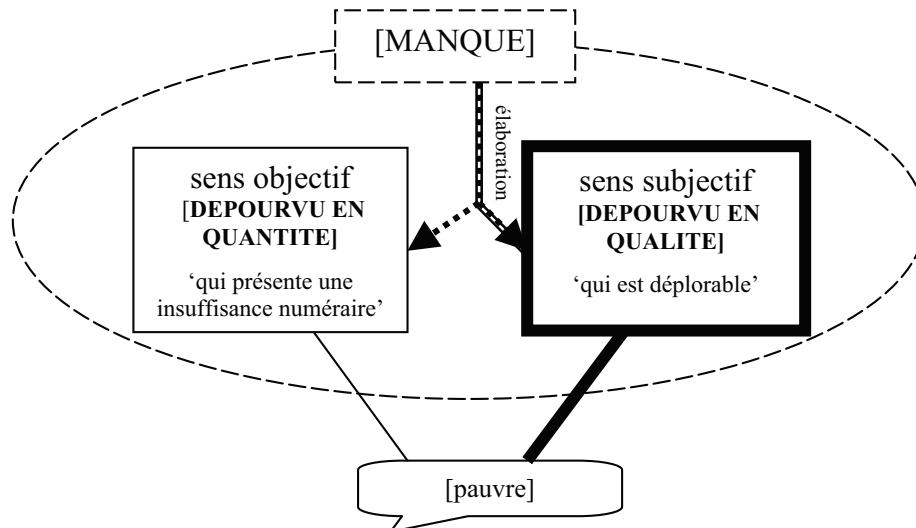 [MANQUE]
élaboration
sens objectif
[DEPOURVU EN
QUANTITE]
‘qui présente une
insuffisance numéraire’
sens subjectif
[DEPOURVU EN
QUALITE]
‘qui est déplorable’
[pauvre]